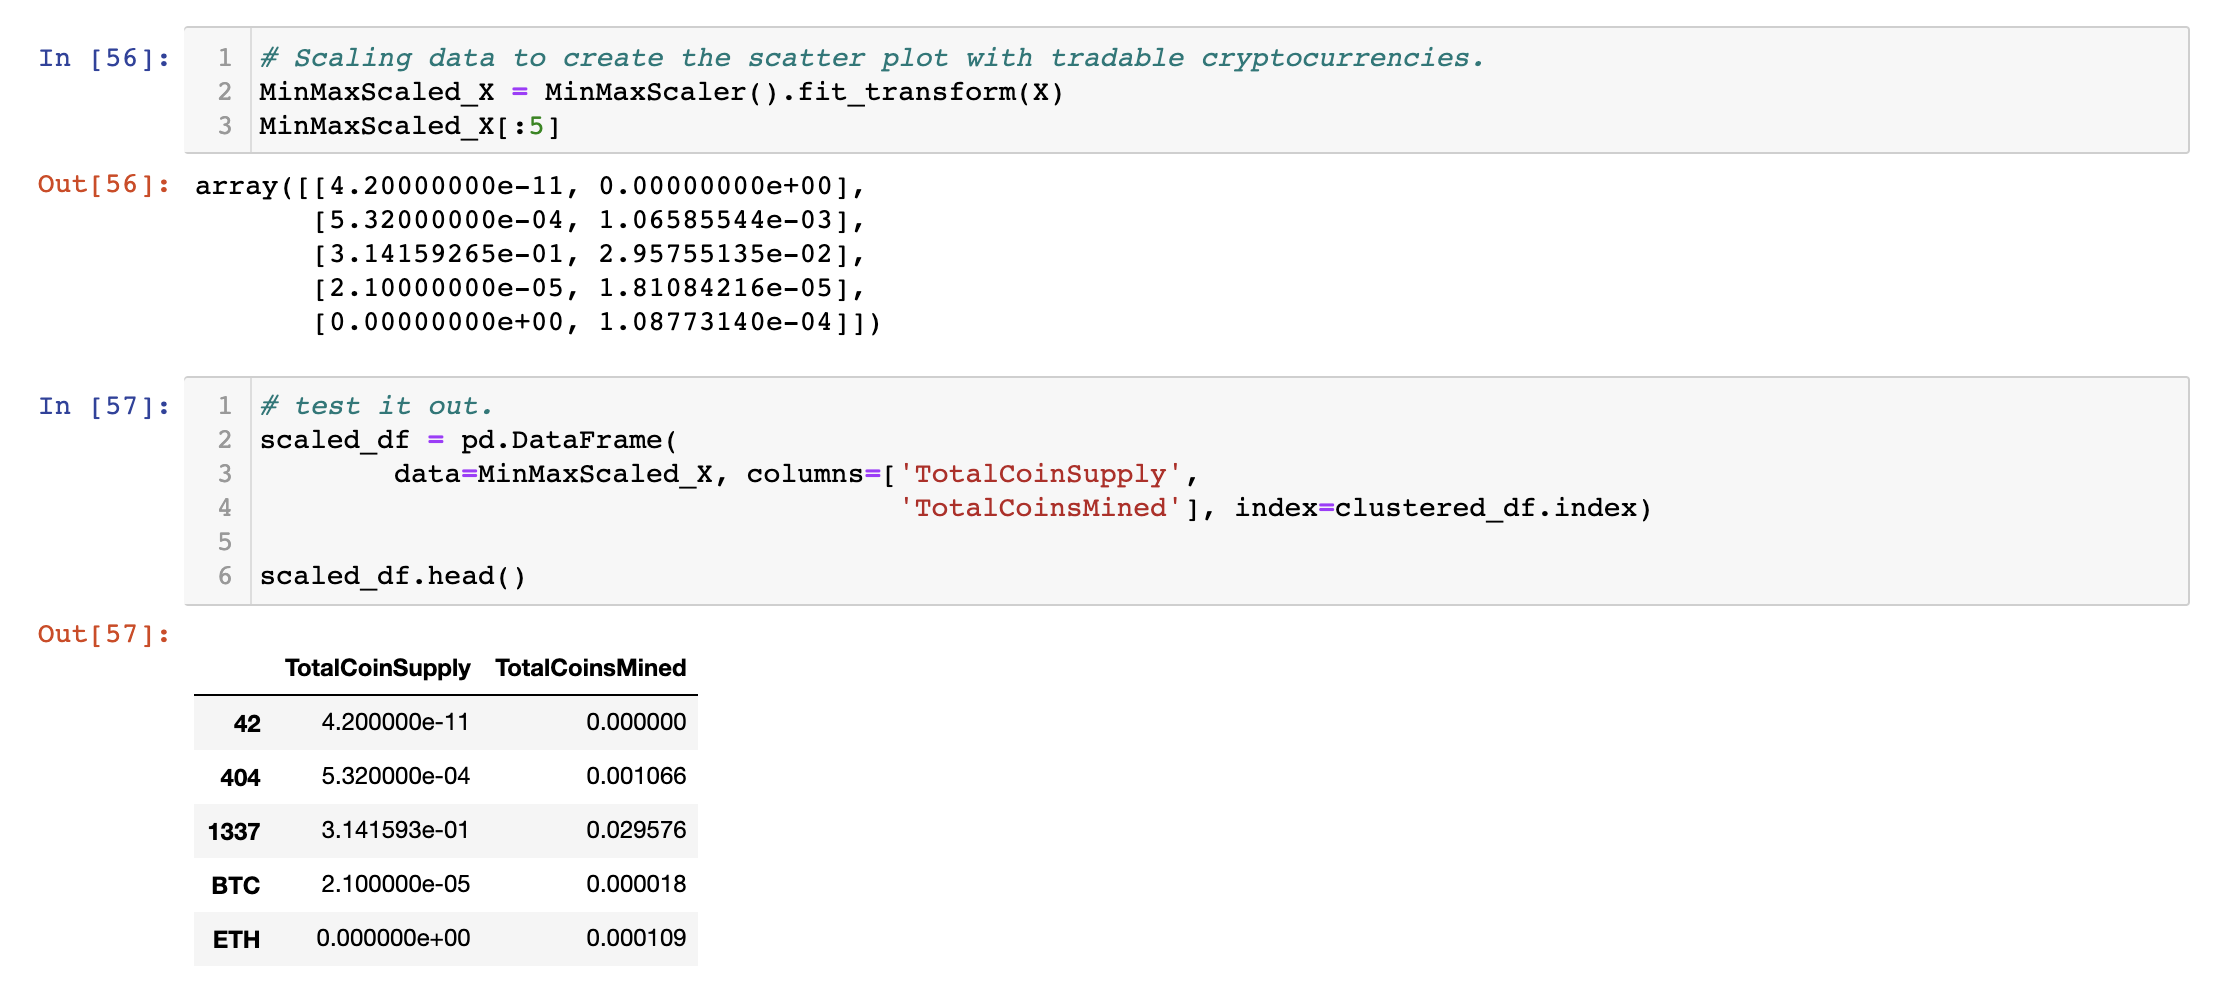 In [56]:
1 # Scaling data to create the scatter plot with tradable cryptocurrencies.
2 MinMaxScaled_X = MinMaxScaler().fit_transform(X)
3 MinMaxScaled_X[:5]
Out[56]: array([[4.20000000e-11, 0.00000000e+00],
[5.32000000e-04, 1.06585544e-03],
[3.14159265e-01, 2.95755135e-02],
[2.10000000e-05, 1.81084216e-05],
[0.00000000e+00, 1.08773140e-04]])
In [57]:
1 # test it out.
2 scaled_df = pd.DataFrame(
3 data=MinMaxScaled_X, columns=['TotalCoinSupply',
4 'TotalCoinsMined'], index=clustered_df.index)
5
6 scaled_df.head()
Out[57]:
TotalCoinSupply TotalCoinsMined
42 4.200000e-11 0.000000
404 5.320000e-04 0.001066
1337 3.141593e-01 0.029576
BTC 2.100000e-05 0.000018
ETH 0.000000e+00 0.000109